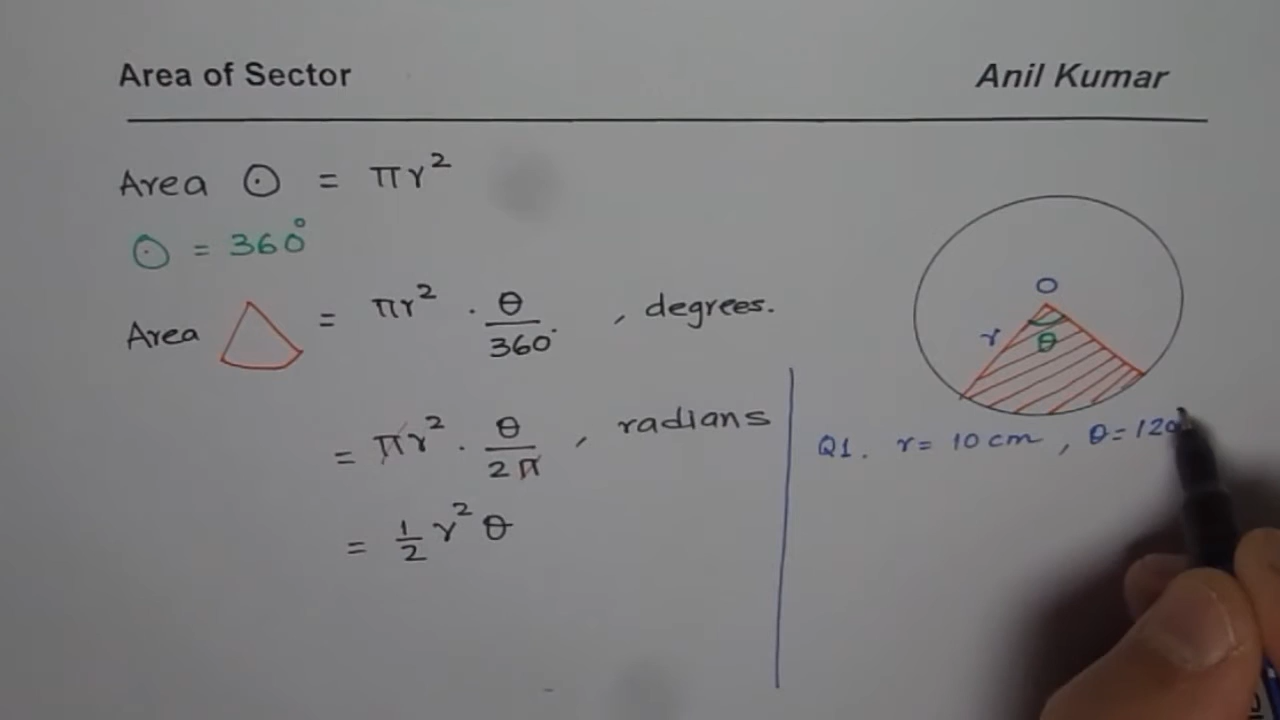 Area of Sector
Anil Kumar
Area ⊙ = πr²
⊙ = 360°
Area = πr² · θ/360°, degrees.
= πr² · θ/2π, radians
= 1/2 r² θ
O
r
θ
Q1. r = 10 cm, θ = 120